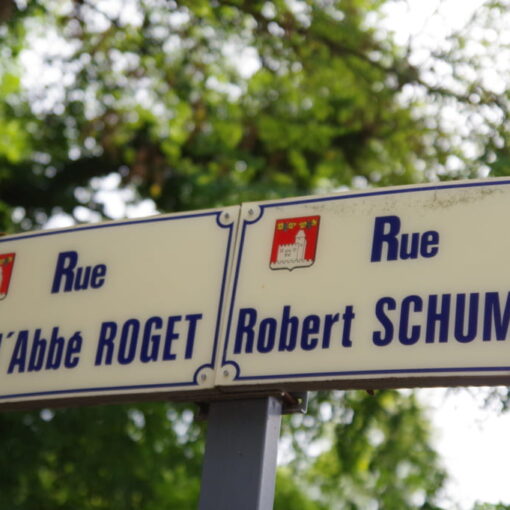 Rue
l'Abbé ROGET
Rue
Robert SCHUM